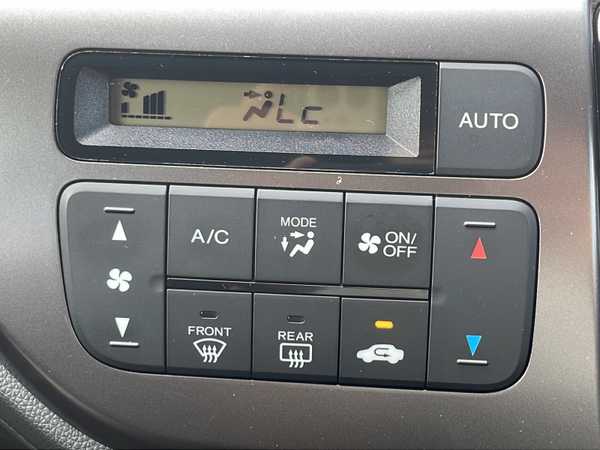 Lc
AUTO
A/C
MODE
ON/
OFF
FRONT
REAR